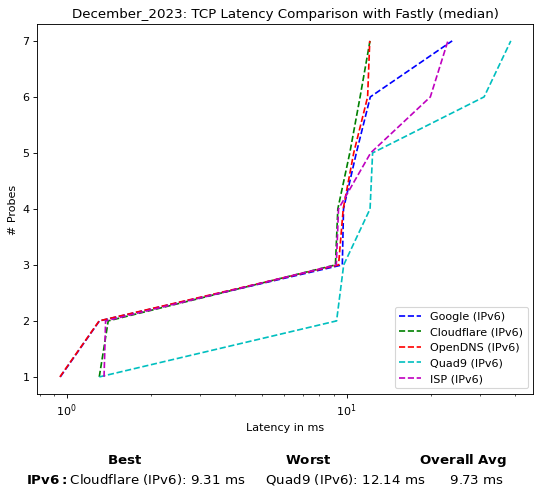 December_2023: TCP Latency Comparison with Fastly (median)
7
6
5
4
3
2
1
# Probes
10⁰
10¹
Latency in ms
Google (IPv6)
Cloudflare (IPv6)
OpenDNS (IPv6)
Quad9 (IPv6)
ISP (IPv6)
Best Worst Overall Avg
IPv6: Cloudflare (IPv6): 9.31 ms Quad9 (IPv6): 12.14 ms 9.73 ms